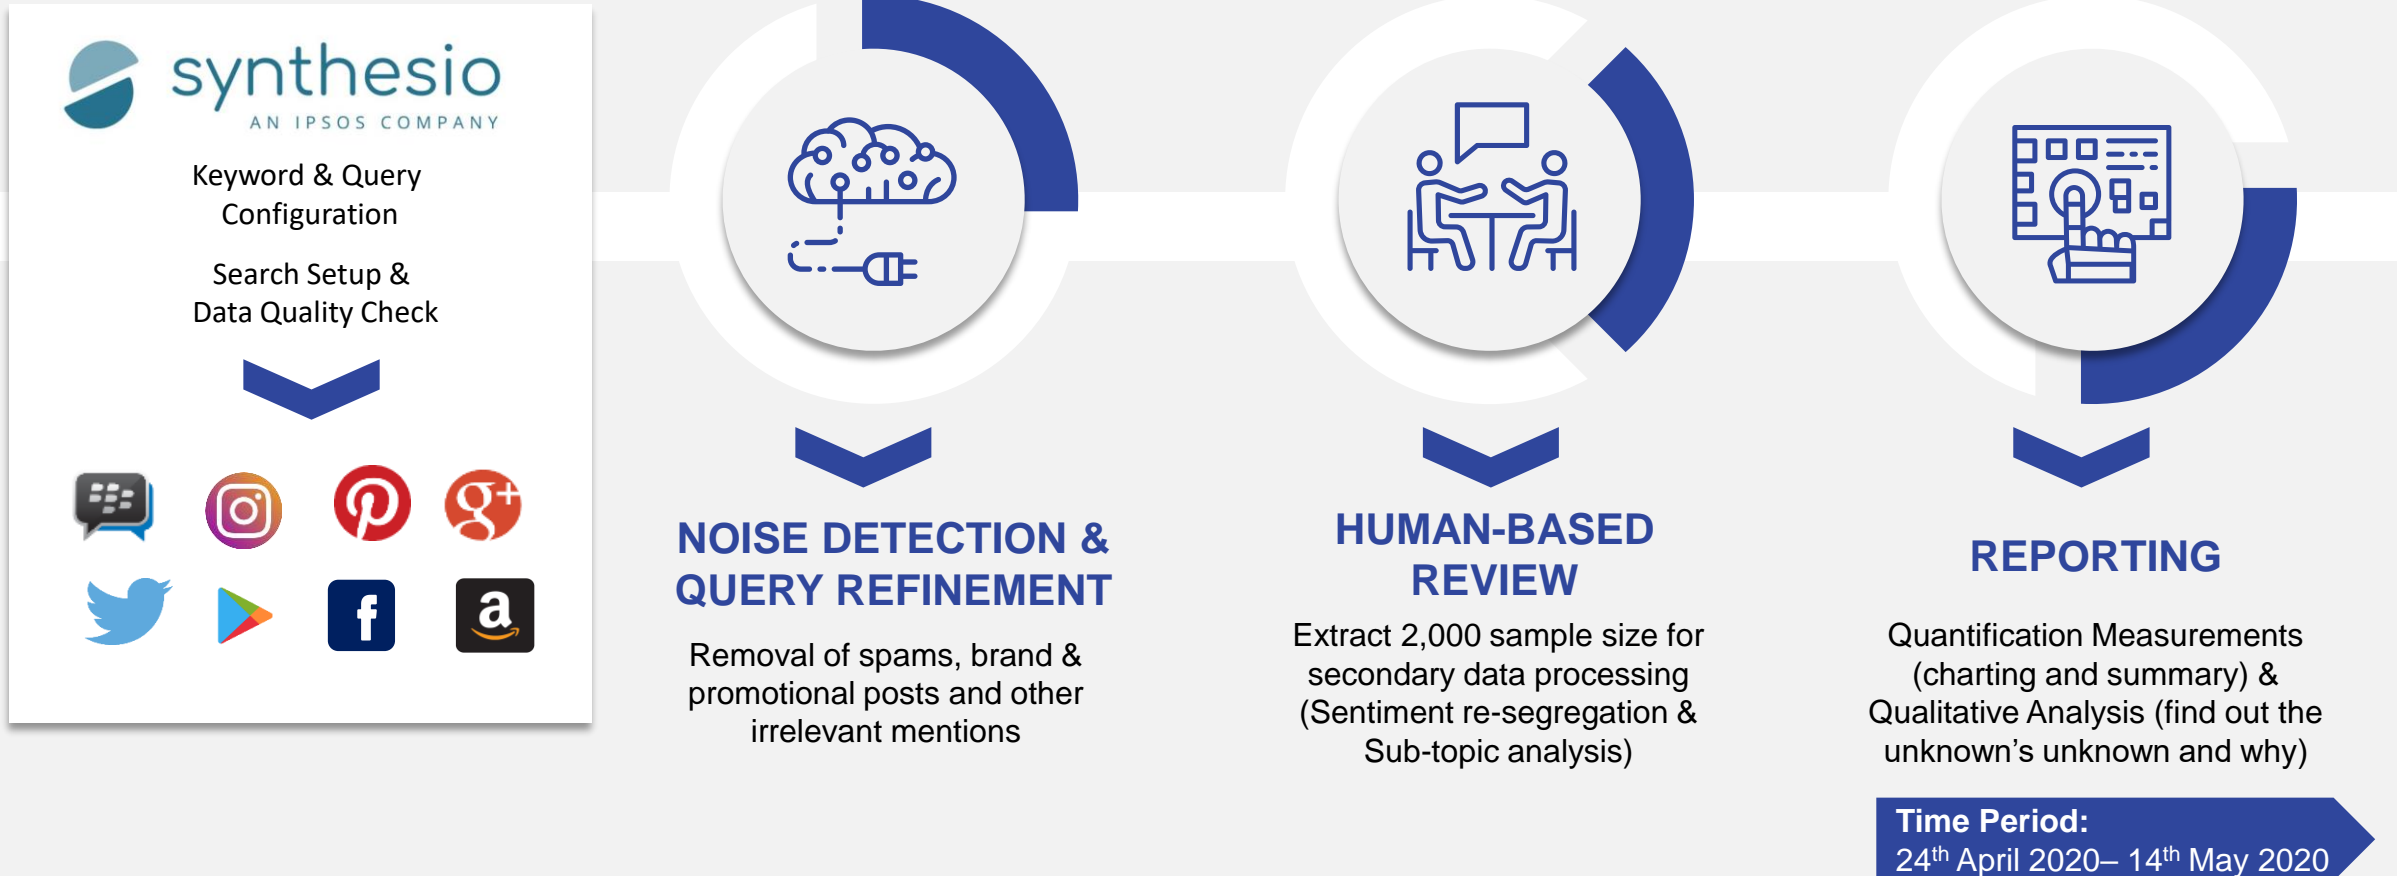 synthesio
AN IPSOS COMPANY
Keyword & Query
Configuration
Search Setup &
Data Quality Check
g+
f
a
NOISE DETECTION &
QUERY REFINEMENT
Removal of spams, brand &
promotional posts and other
irrelevant mentions
HUMAN-BASED
REVIEW
Extract 2,000 sample size for
secondary data processing
(Sentiment re-segregation &
Sub-topic analysis)
REPORTING
Quantification Measurements
(charting and summary) &
Qualitative Analysis (find out the
unknown’s unknown and why)
Time Period:
24th April 2020– 14th May 2020